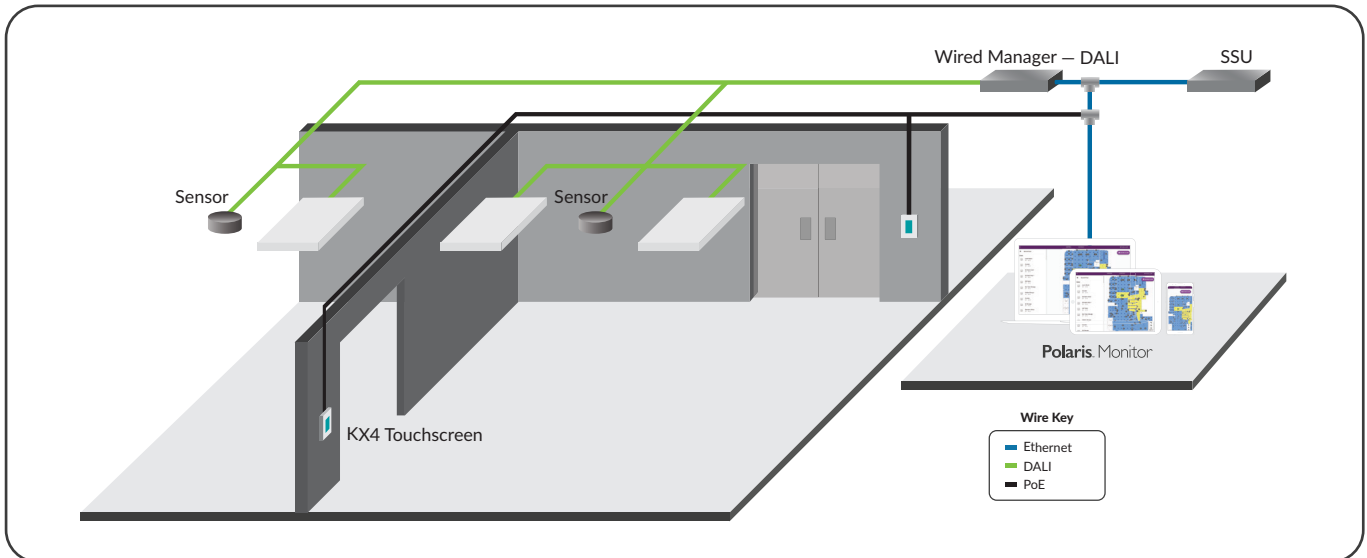 Wired Manager — DALI
SSU
Sensor
Sensor
KX4 Touchscreen
Polaris. Monitor
Wire Key
Ethernet
DALI
PoE